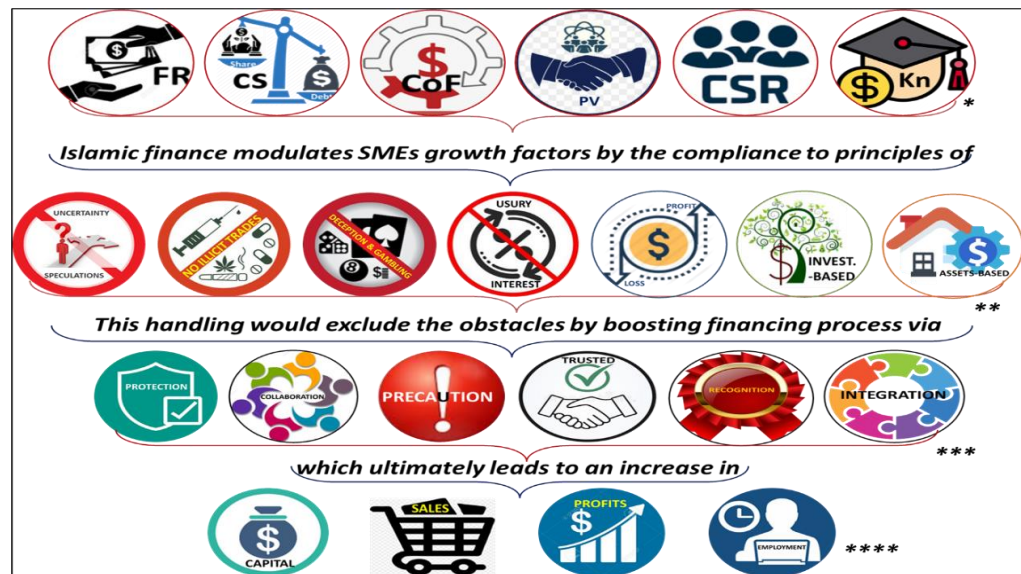 FR
Share
CS
Debt
$
CoF
PV
CSR
Kn
*
Islamic finance modulates SMEs growth factors by the compliance to principles of
UNCERTAINTY
?
SPECULATIONS
NO ILLICIT TRADES
DECEPTION & GAMBLING
8
USURY
%
INTEREST
PROFIT
$
LOSS
INVEST.
-BASED
$
ASSETS-BASED
**
This handling would exclude the obstacles by boosting financing process via
PROTECTION
COLLABORATION
PRECAUTION
TRUSTED
RECOGNITION
INTEGRATION
***
which ultimately leads to an increase in
$
CAPITAL
SALES
PROFITS
$
EMPLOYMENT
****